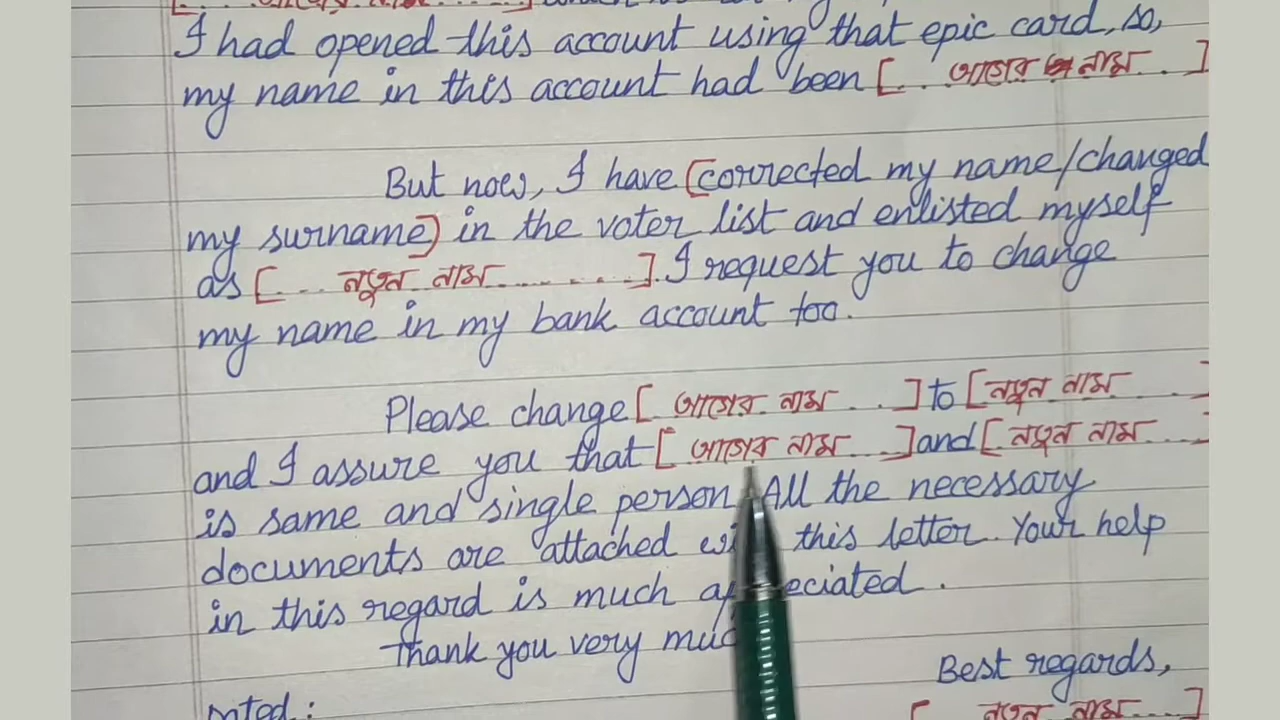 I had opened this account using that epic card, so,
my name in this account had been [... আগের নাম...]
But now, I have [corrected my name/changed
my surname] in the voter list and enlisted myself
as [... নতুন নাম.........]. I request you to change
my name in my bank account too.
Please change [ আগের নাম ...] to [নতুন নাম ....]
and I assure you that [ আগের নাম ...] and [নতুন নাম ....]
is same and single person. All the necessary
documents are attached this letter. Your help
in this regard is much
Thank you very
Best regards,
Dated :
[ নতুন নাম .....]